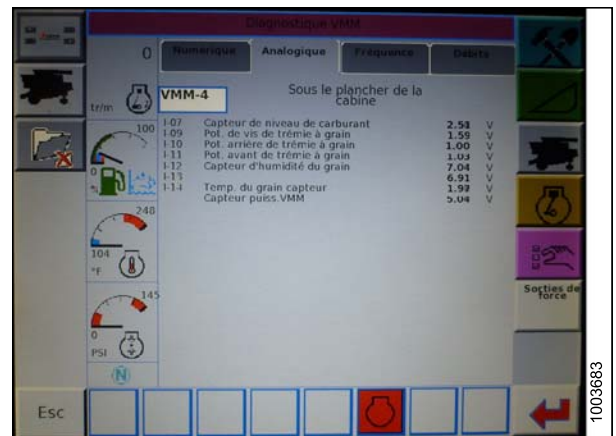 Diagnostique VMM
0
Numérique
Analogique
Fréquence
Débits
tr/m
VMM-4
Sous le plancher de la
cabine
I-07 Capteur de niveau de carburant 2.51 V
I-09 Pot. de vis de trémie à grain 1.59 V
I-10 Pot. arrière de trémie à grain 1.00 V
I-11 Pot. avant de trémie à grain 1.03 V
I-12 Capteur d'humidité du grain 7.04 V
I-13 6.91 V
I-14 Temp. du grain capteur 1.97 V
Capteur puiss.VMM 5.04 V
100
0
%
248
104
°F
145
0
PSI
N
Socties de
force
Esc
1003683